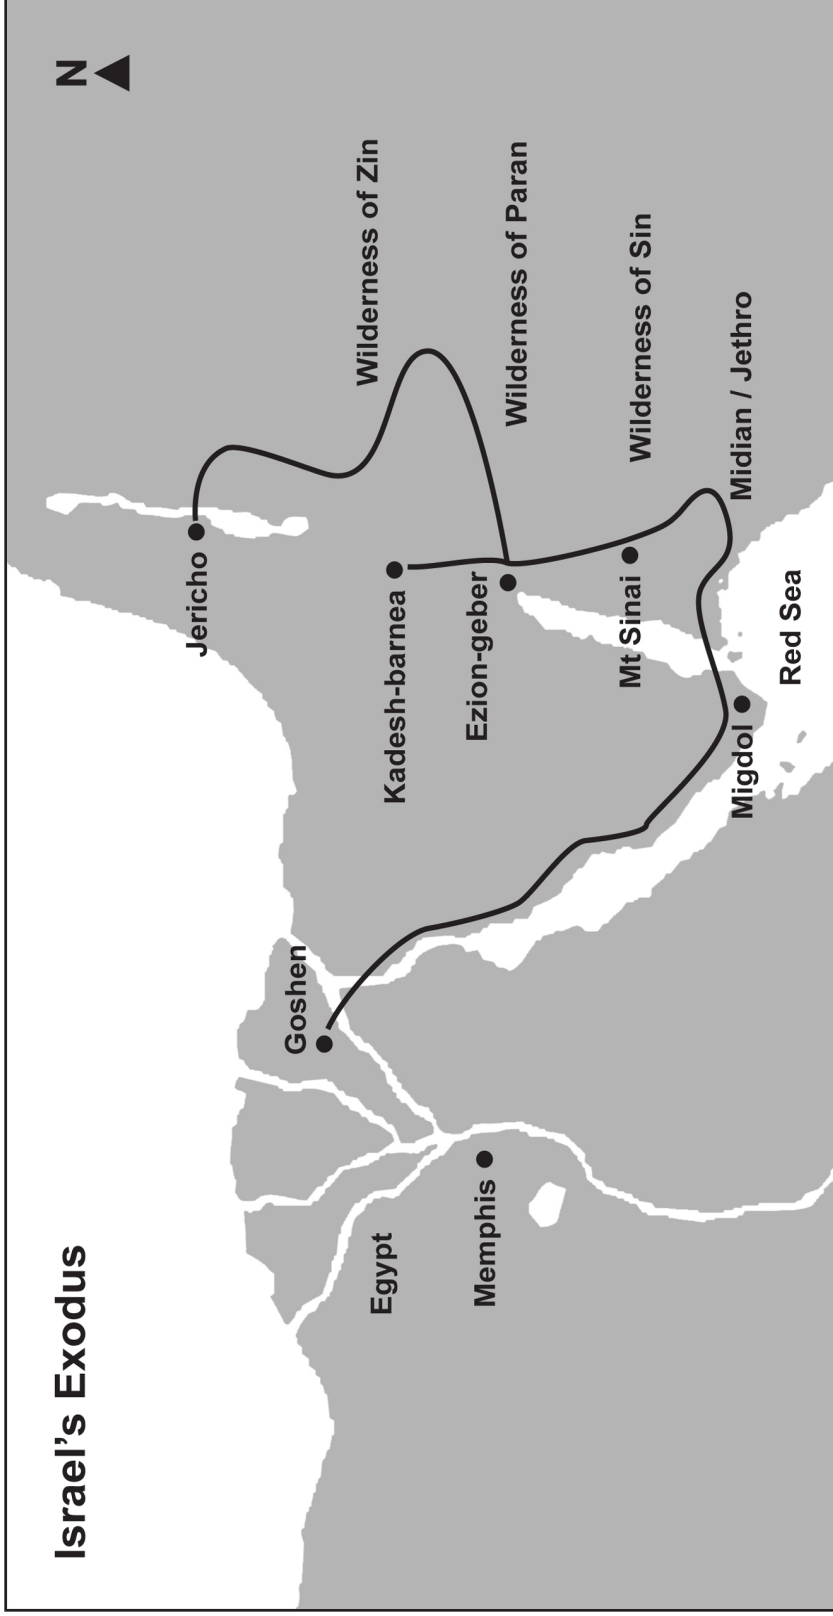 Israel's Exodus
N
Jericho
Goshen
Wilderness of Zin
Egypt
Kadesh-barnea
Memphis
Ezion-geber
Wilderness of Paran
Mt Sinai
Wilderness of Sin
Migdol
Midian / Jethro
Red Sea